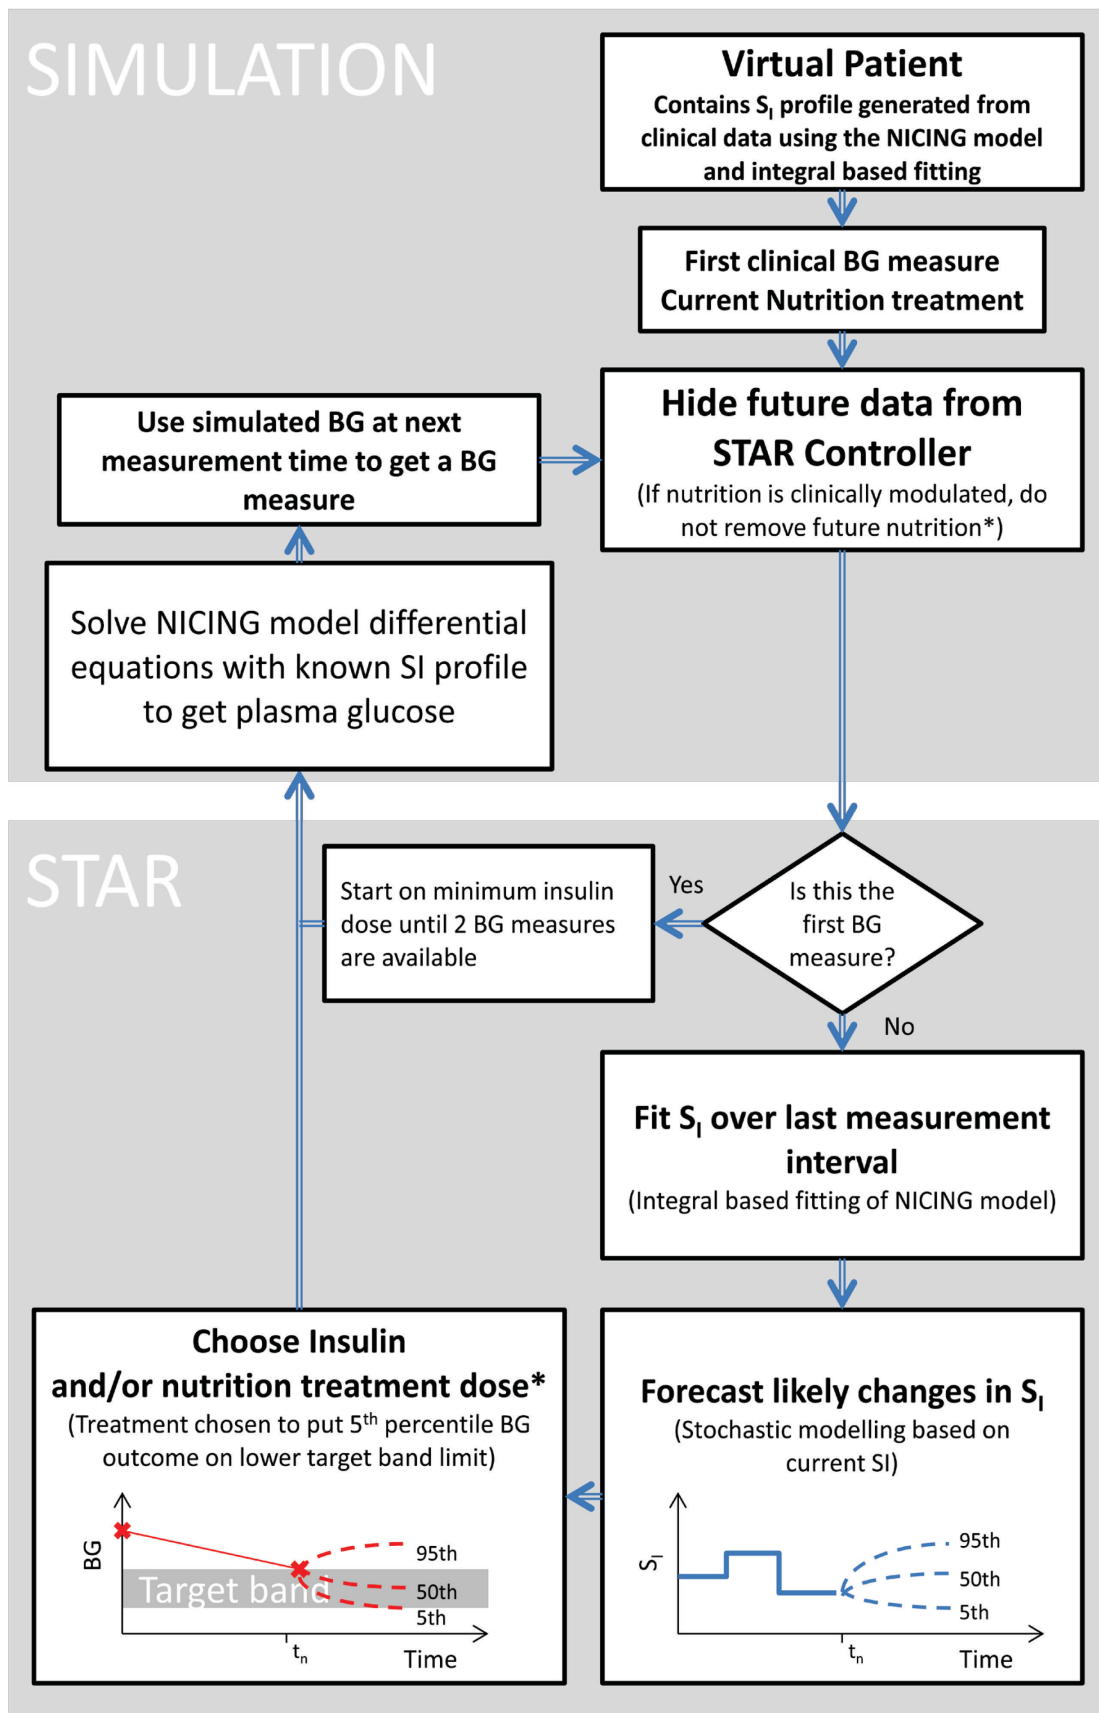 SIMULATION
Virtual Patient
Contains S_I profile generated from
clinical data using the NICING model
and integral based fitting
First clinical BG measure
Current Nutrition treatment
Hide future data from
STAR Controller
(If nutrition is clinically modulated, do
not remove future nutrition*)
Use simulated BG at next
measurement time to get a BG
measure
Solve NICING model differential
equations with known SI profile
to get plasma glucose
STAR
Is this the
first BG
measure?
Yes
Start on minimum insulin
dose until 2 BG measures
are available
No
Fit S_I over last measurement
interval
(Integral based fitting of NICING model)
Forecast likely changes in S_I
(Stochastic modelling based on
current SI)
S_I
95th
50th
5th
t_n
Time
Choose Insulin
and/or nutrition treatment dose*
(Treatment chosen to put 5th percentile BG
outcome on lower target band limit)
BG
Target band
95th
50th
5th
t_n
Time